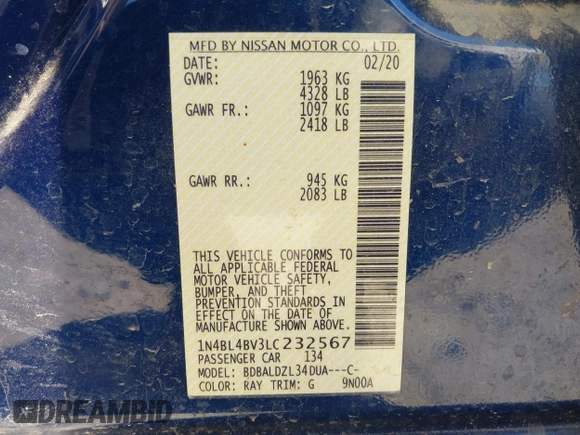 MFD BY NISSAN MOTOR CO., LTD.
DATE: 02/20
GVWR: 1963 KG
4328 LB
GAWR FR.: 1097 KG
2418 LB
GAWR RR.: 945 KG
2083 LB
THIS VEHICLE CONFORMS TO
ALL APPLICABLE FEDERAL
MOTOR VEHICLE SAFETY,
BUMPER, AND THEFT
PREVENTION STANDARDS IN
EFFECT ON THE DATE OF
MANUFACTURE SHOWN ABOVE.
1N4BL4BV3LC232567
PASSENGER CAR 134
MODEL: BDBALDZL34DUA---C-
COLOR: RAY TRIM: G 9N00A
DREAMBID